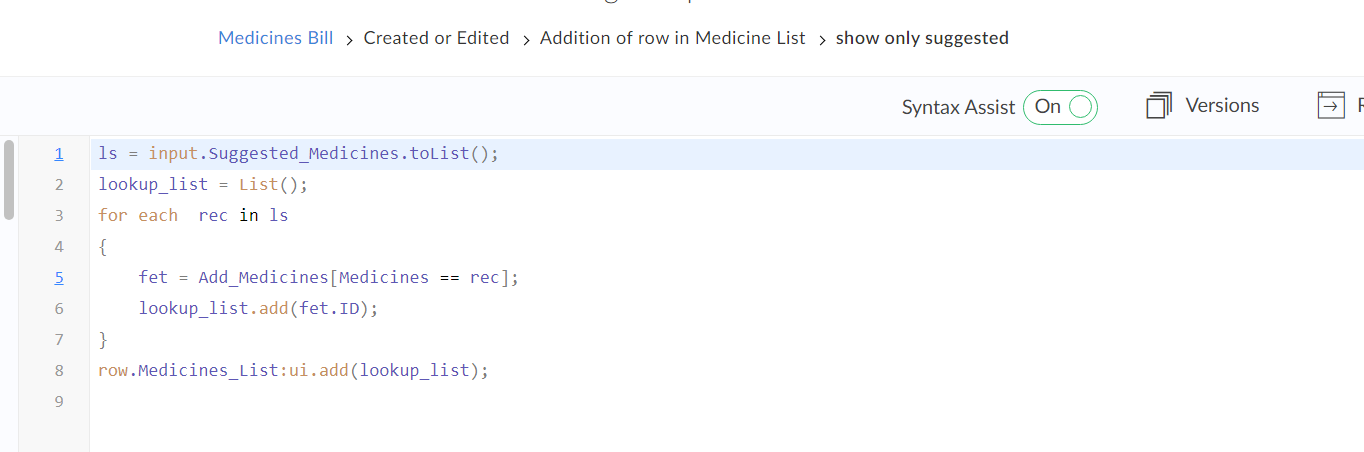 Medicines Bill > Created or Edited > Addition of row in Medicine List > show only suggested
Syntax Assist On Versions
1 ls = input.Suggested_Medicines.toList();
2 lookup_list = List();
3 for each  rec in ls
4 {
5     fet = Add_Medicines[Medicines == rec];
6     lookup_list.add(fet.ID);
7 }
8 row.Medicines_List:ui.add(lookup_list);
9